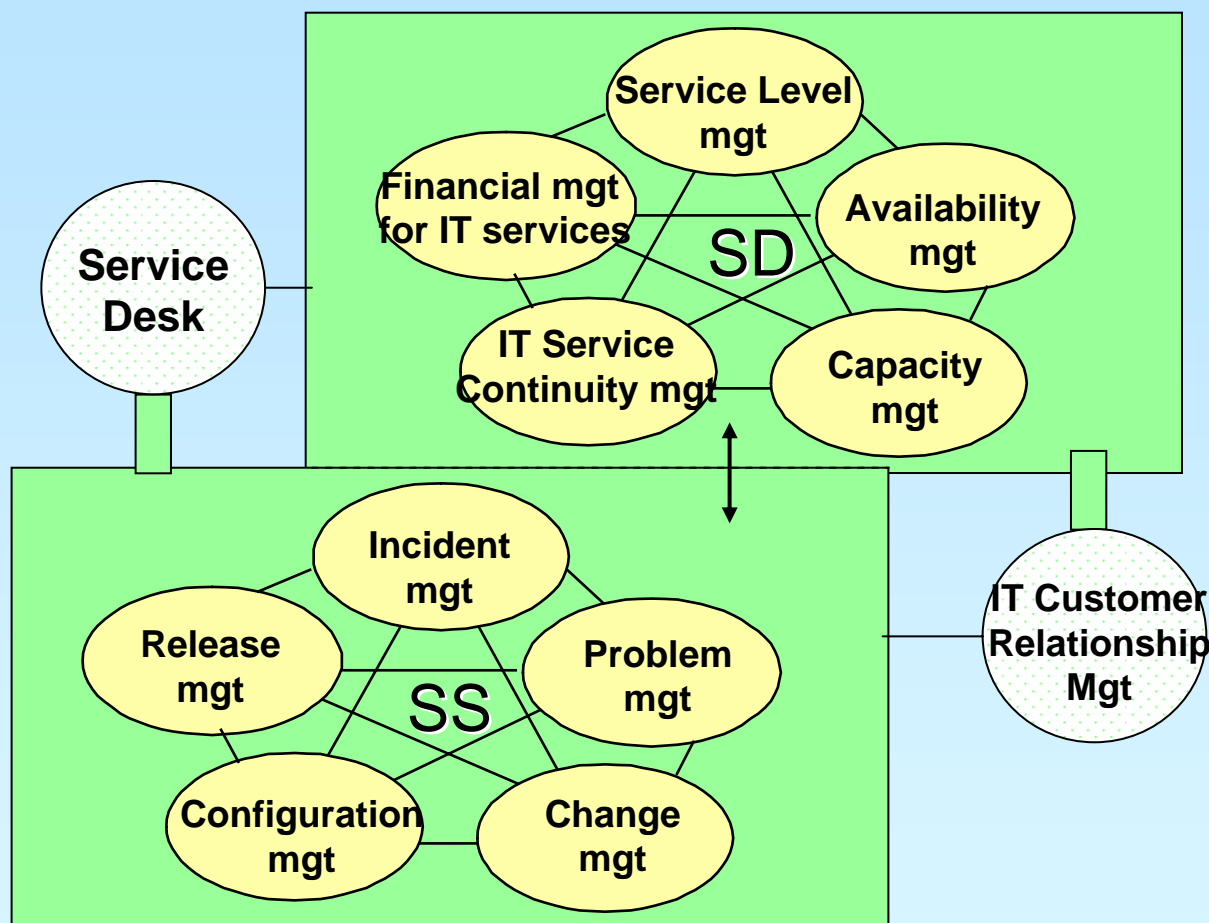 Service Level
mgt
Financial mgt
for IT services
Availability
mgt
SD
Service
Desk
IT Service
Continuity mgt
Capacity
mgt
Incident
mgt
Release
mgt
Problem
mgt
SS
IT Customer
Relationship
Mgt
Configuration
mgt
Change
mgt